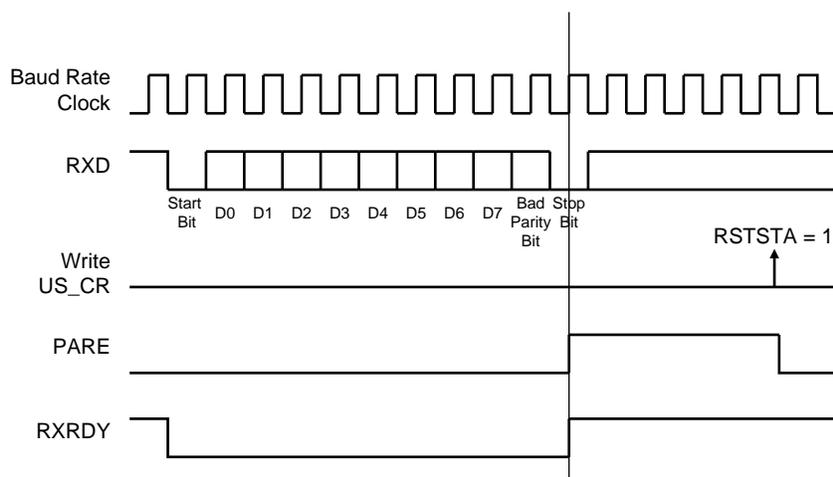 Baud Rate
Clock
RXD
Start
Bit
D0 D1 D2 D3 D4 D5 D6 D7
Bad
Parity
Bit
Stop
Bit
RSTSTA = 1
Write
US_CR
PARE
RXRDY